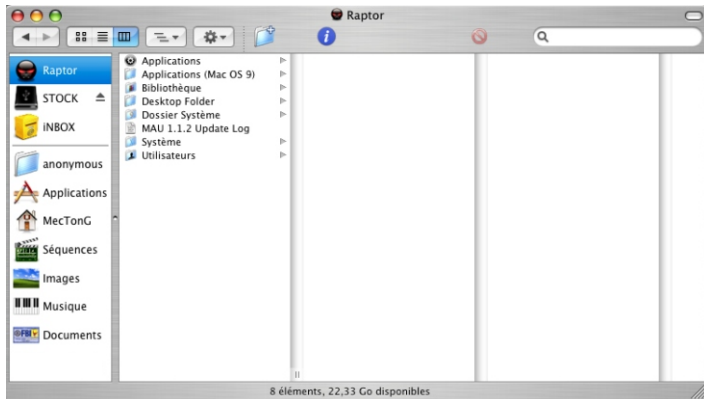 Raptor
Raptor
STOCK
iNBOX
anonymous
Applications
MecTonG
Séquences
Images
Musique
Documents
Applications
Applications (Mac OS 9)
Bibliothèque
Desktop Folder
Dossier Système
MAU 1.1.2 Update Log
Système
Utilisateurs
8 éléments, 22,33 Go disponibles